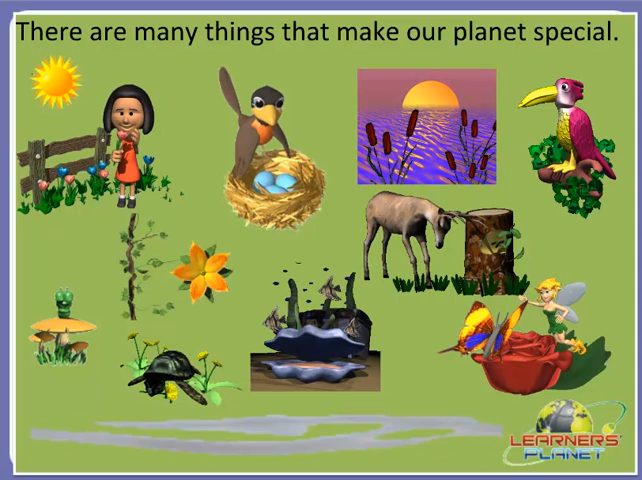 There are many things that make our planet special.
LEARNERS'
PLANET